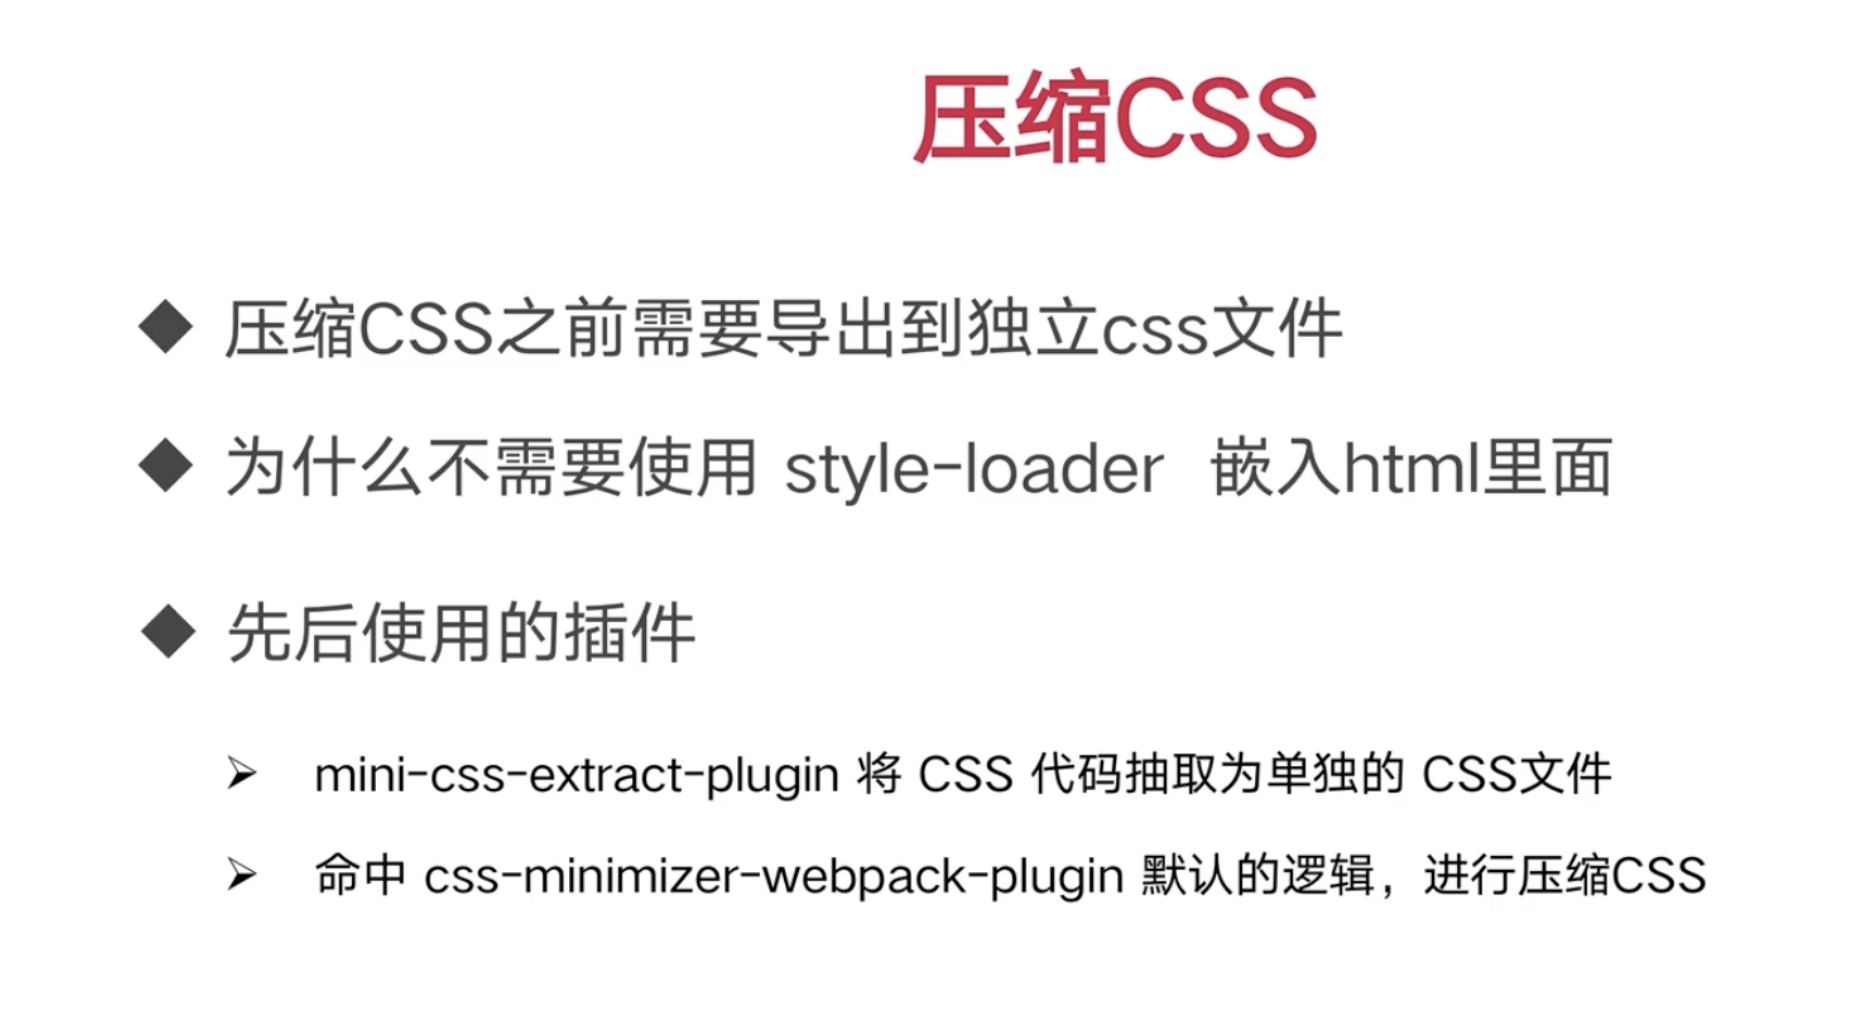 压缩CSS
◆ 压缩CSS之前需要导出到独立css文件
◆ 为什么不需要使用 style-loader 嵌入html里面
◆ 先后使用的插件
➢ mini-css-extract-plugin 将 CSS 代码抽取为单独的 CSS文件
➢ 命中 css-minimizer-webpack-plugin 默认的逻辑，进行压缩CSS